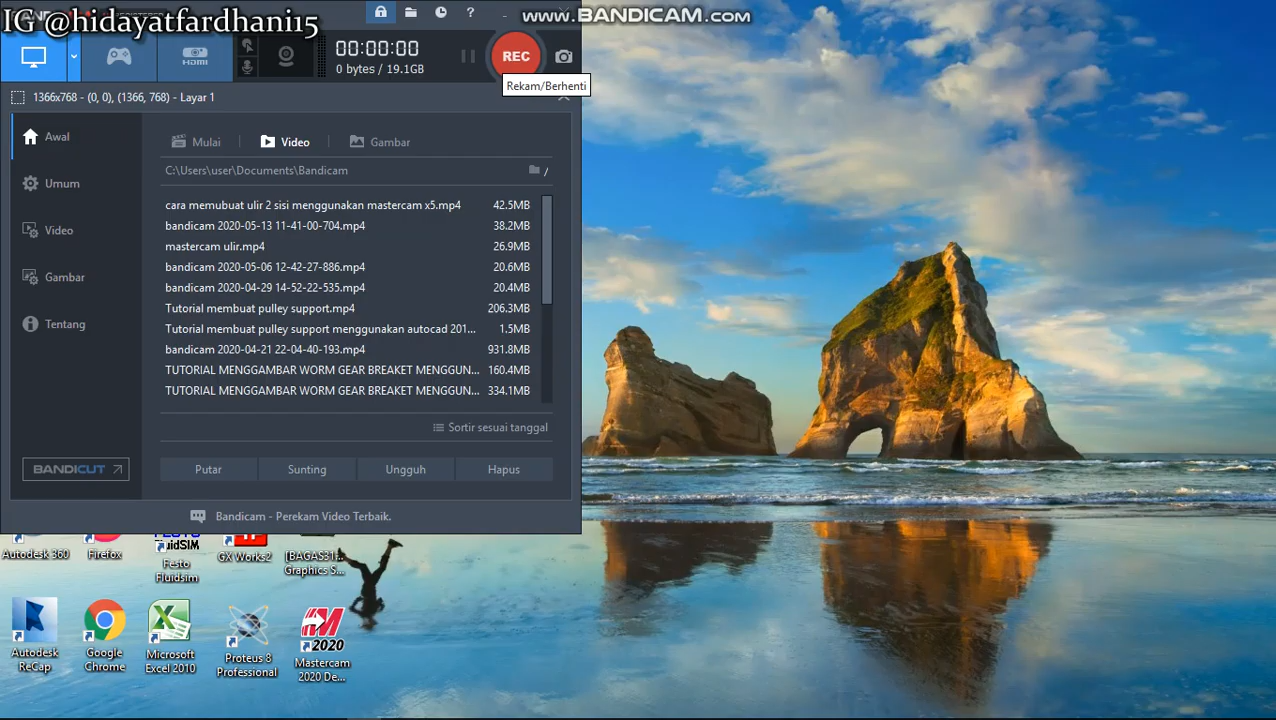 IG @hidayatfardhani15
www.BANDICAM.com
00:00:00
REC
0 bytes / 19.1GB
HDMI
Rekam/Berhenti
1366x768 - (0, 0), (1366, 768) - Layar 1
Awal
Umum
Video
Gambar
Tentang
BANDICUT
Mulai
Video
Gambar
C:\Users\user\Documents\Bandicam
/
cara memubuat ulir 2 sisi menggunakan mastercam x5.mp4 42.5MB
bandicam 2020-05-13 11-41-00-704.mp4 38.2MB
mastercam ulir.mp4 26.9MB
bandicam 2020-05-06 12-42-27-886.mp4 20.6MB
bandicam 2020-04-29 14-52-22-535.mp4 20.4MB
Tutorial membuat pulley support.mp4 206.3MB
Tutorial membuat pulley support menggunakan autocad 201... 1.5MB
bandicam 2020-04-21 22-04-40-193.mp4 931.8MB
TUTORIAL MENGGAMBAR WORM GEAR BREAKET MENGGUN... 160.4MB
TUTORIAL MENGGAMBAR WORM GEAR BREAKET MENGGUN... 334.1MB
Sortir sesuai tanggal
Putar
Sunting
Ungguh
Hapus
Bandicam - Perekam Video Terbaik.
Autodesk 360
Firefox
FluidSIM
Festo
Fluidsim
GX Works2
[BAGAS31]...
Graphics S...
Autodesk
ReCap
Google
Chrome
Microsoft
Excel 2010
Proteus 8
Professional
2020
Mastercam
2020 De...